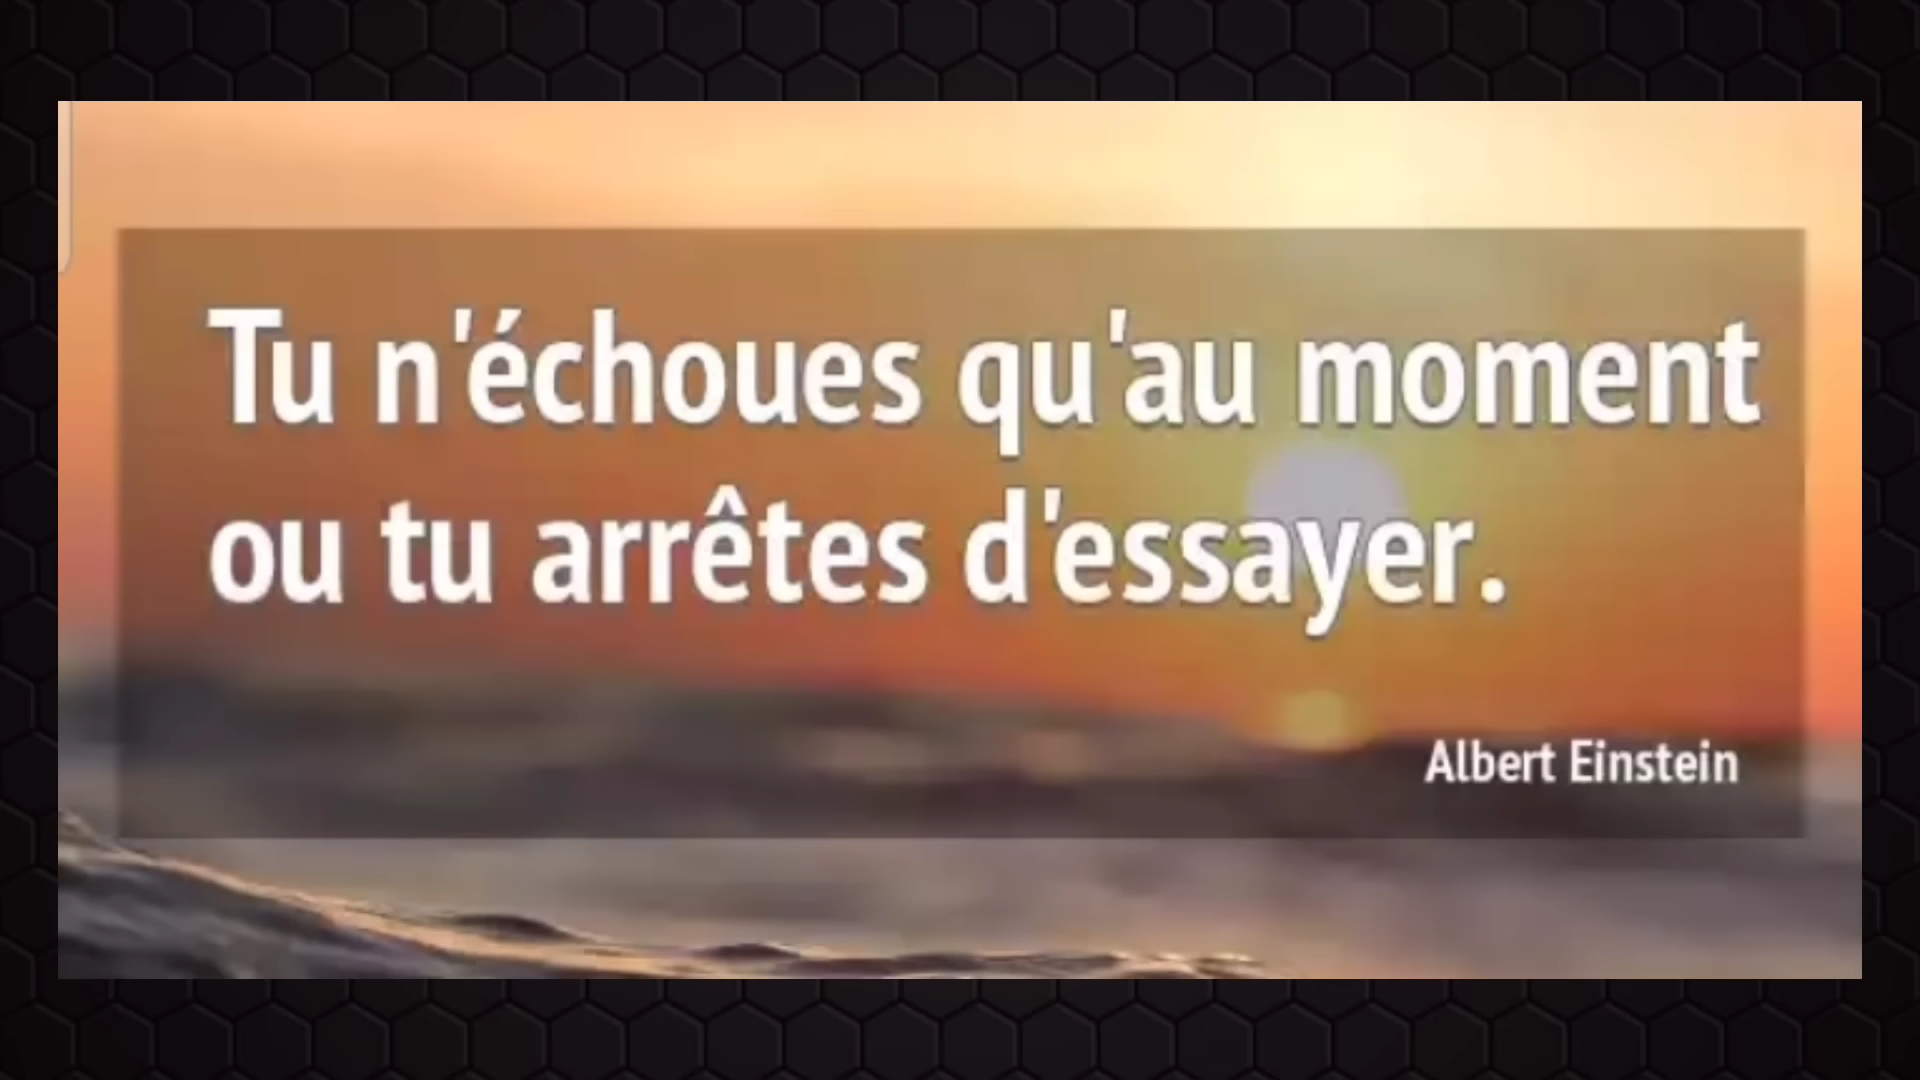 Tu n'échoues qu'au moment
ou tu arrêtes d'essayer.
Albert Einstein